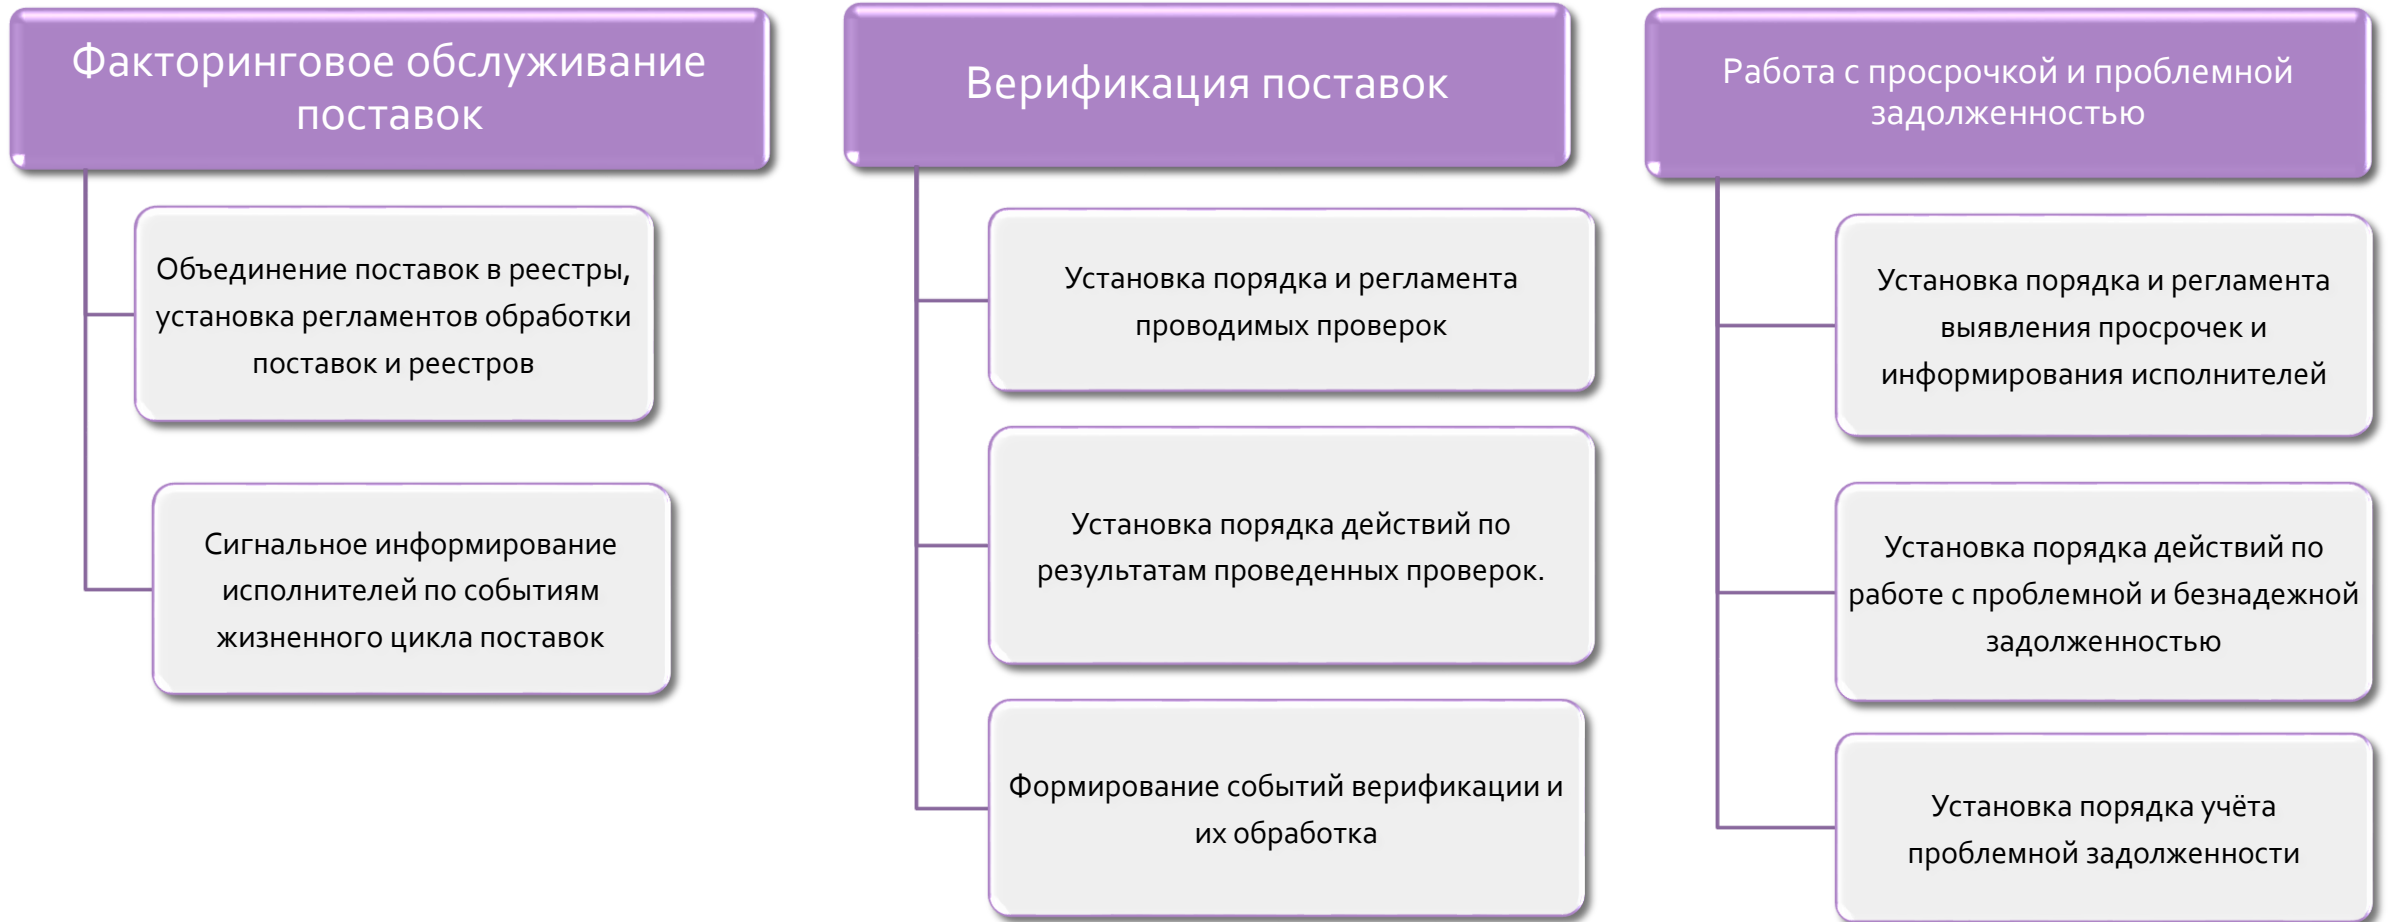 Факторинговое обслуживание
поставок
Объединение поставок в реестры,
установка регламентов обработки
поставок и реестров
Сигнальное информирование
исполнителей по событиям
жизненного цикла поставок
Верификация поставок
Установка порядка и регламента
проводимых проверок
Установка порядка действий по
результатам проведенных проверок.
Формирование событий верификации и
их обработка
Работа с просрочкой и проблемной
задолженностью
Установка порядка и регламента
выявления просрочек и
информирования исполнителей
Установка порядка действий по
работе с проблемной и безнадежной
задолженностью
Установка порядка учёта
проблемной задолженности